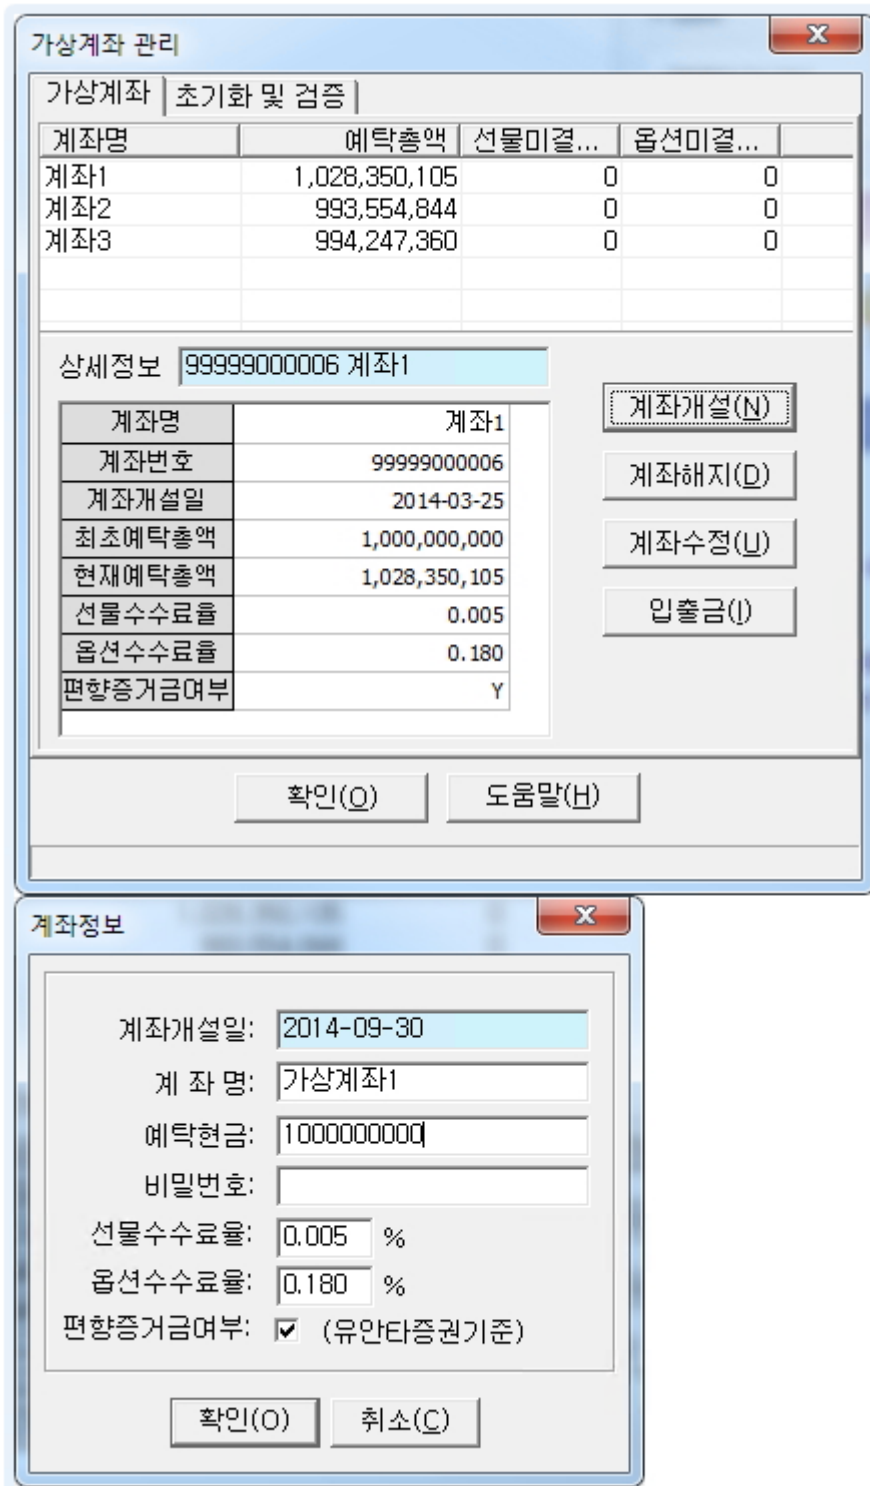 가상계좌 관리
가상계좌 초기화 및 검증
계좌명 예탁총액 선물미결... 옵션미결...
계좌1 1,028,350,105 0 0
계좌2 993,554,844 0 0
계좌3 994,247,360 0 0
상세정보 99999000006 계좌1
계좌명 계좌1
계좌번호 99999000006
계좌개설일 2014-03-25
최초예탁총액 1,000,000,000
현재예탁총액 1,028,350,105
선물수수료율 0.005
옵션수수료율 0.180
편향증거금여부 Y
계좌개설(N)
계좌해지(D)
계좌수정(U)
입출금(I)
확인(O) 도움말(H)
계좌정보
계좌개설일: 2014-09-30
계 좌 명: 가상계좌1
예탁현금: 1000000000
비밀번호:
선물수수료율: 0.005 %
옵션수수료율: 0.180 %
편향증거금여부: (유안타증권기준)
확인(O) 취소(C)